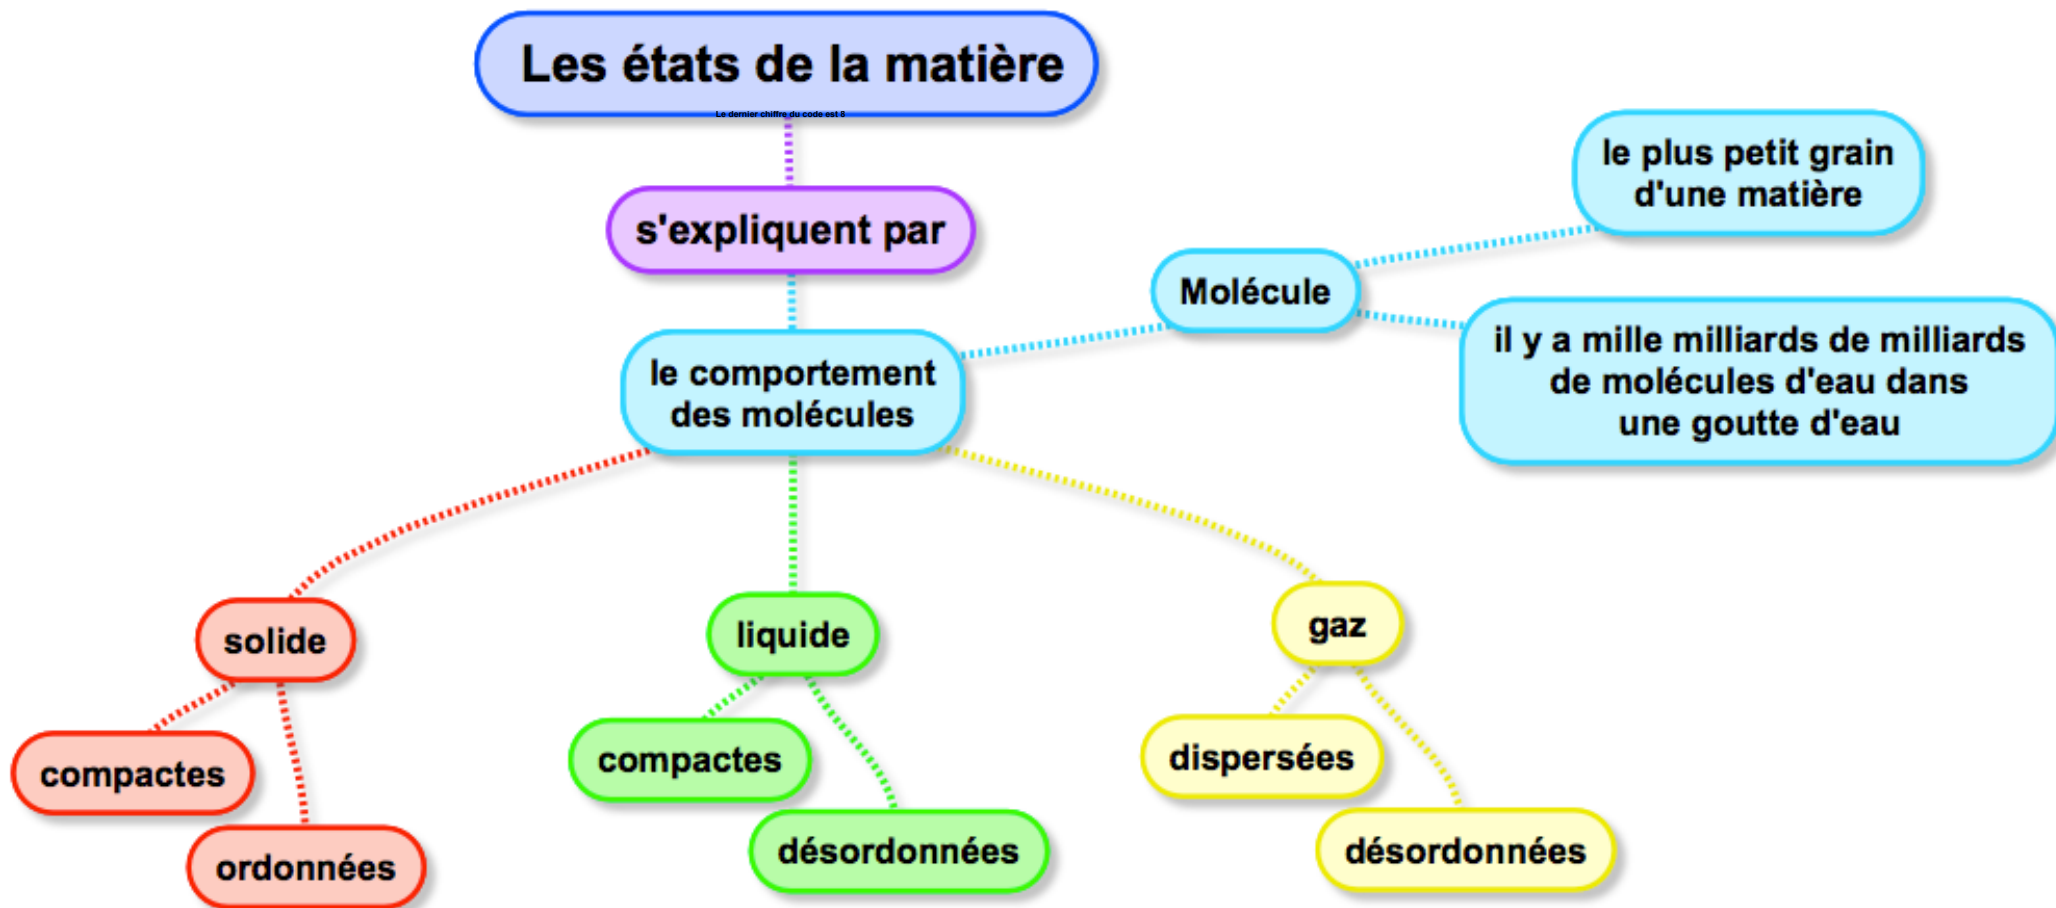 Les états de la matière
Le dernier chiffre du code est 8
s'expliquent par
le plus petit grain
d'une matière
Molécule
il y a mille milliards de milliards
de molécules d'eau dans
une goutte d'eau
le comportement
des molécules
solide
compactes
ordonnées
liquide
compactes
désordonnées
gaz
dispersées
désordonnées